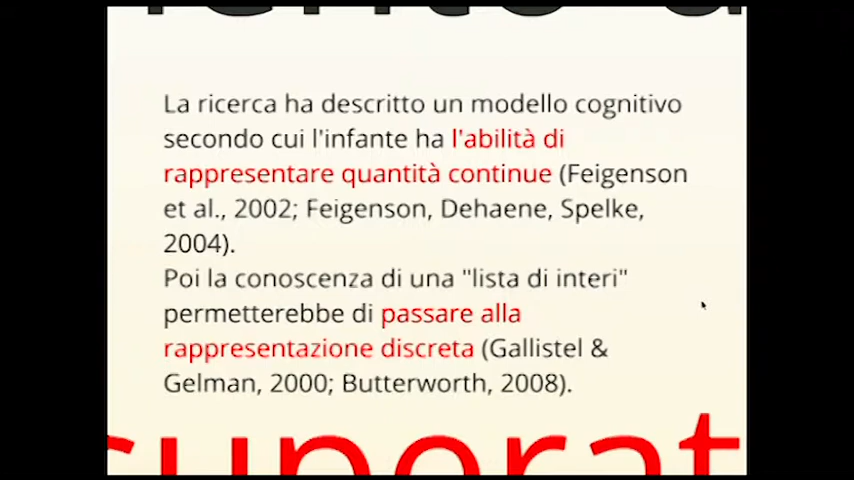 La ricerca ha descritto un modello cognitivo
secondo cui l'infante ha l'abilità di
rappresentare quantità continue (Feigenson
et al., 2002; Feigenson, Dehaene, Spelke,
2004).
Poi la conoscenza di una "lista di interi"
permetterebbe di passare alla
rappresentazione discreta (Gallistel &
Gelman, 2000; Butterworth, 2008).